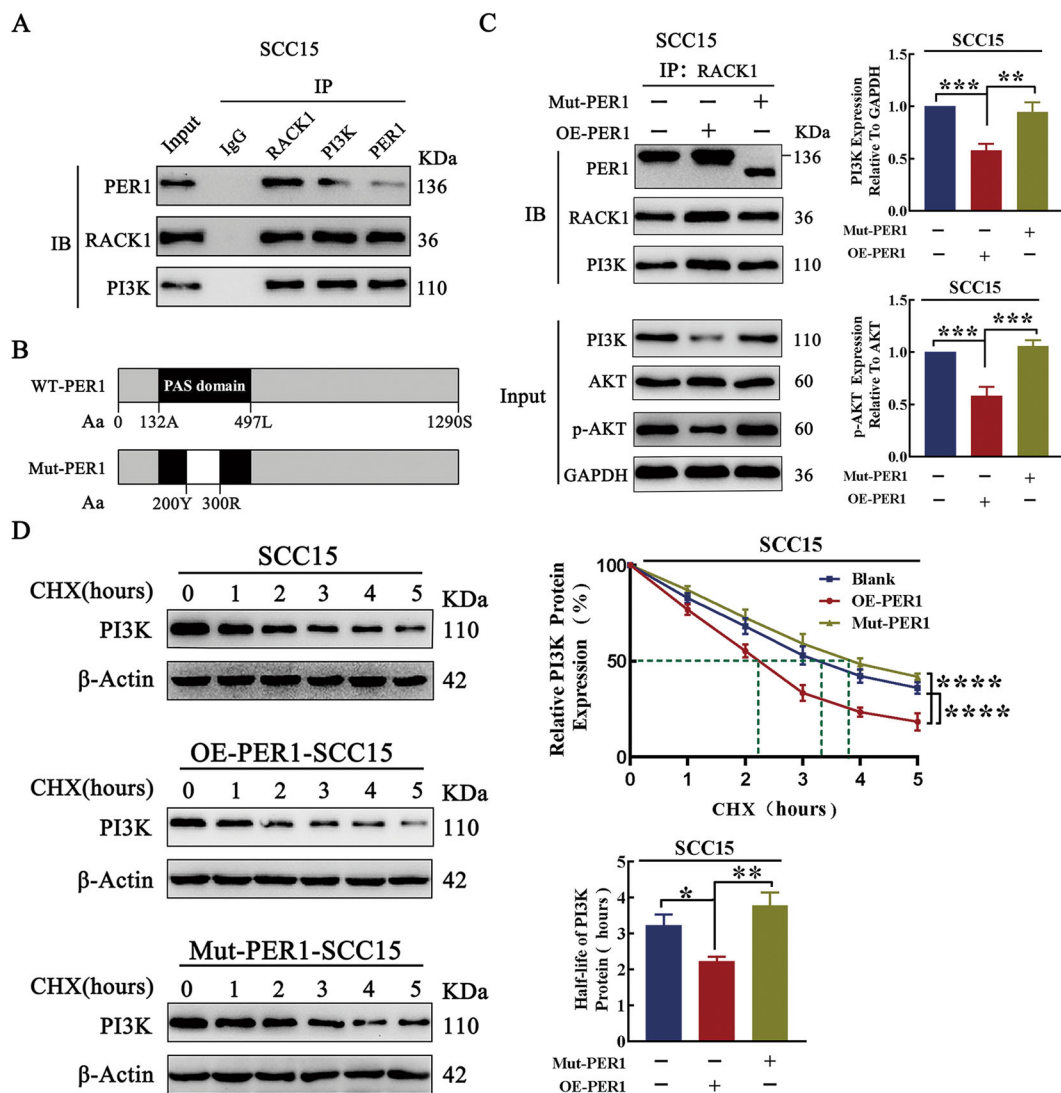 A
SCC15
IP
Input IgG RACK1 PI3K PER1
KDa
IB
PER1 136
RACK1 36
PI3K 110
B
WT-PER1 PAS domain
Aa 0 132A 497L 1290S
Mut-PER1
Aa 200Y 300R
C
SCC15
IP: RACK1
Mut-PER1 − − +
OE-PER1 − + −
KDa
IB
PER1 136
RACK1 36
PI3K 110
Input
PI3K 110
AKT 60
p-AKT 60
GAPDH 36
SCC15
*** **
PI3K Expression
Relative To GAPDH
1.5
1.0
0.5
0.0
Mut-PER1 − − +
OE-PER1 − + −
SCC15
*** ***
p-AKT Expression
Relative To AKT
1.5
1.0
0.5
0.0
Mut-PER1 − − +
OE-PER1 − + −
D
SCC15
CHX(hours) 0 1 2 3 4 5 KDa
PI3K 110
β-Actin 42
OE-PER1-SCC15
CHX(hours) 0 1 2 3 4 5 KDa
PI3K 110
β-Actin 42
Mut-PER1-SCC15
CHX(hours) 0 1 2 3 4 5 KDa
PI3K 110
β-Actin 42
SCC15
Relative PI3K Protein
Expression (%)
100
50
0
Blank
OE-PER1
Mut-PER1
****
****
0 1 2 3 4 5
CHX (hours)
SCC15
* **
Half-life of PI3K
Protein ( hours)
5
4
3
2
1
0
Mut-PER1 − − +
OE-PER1 − + −